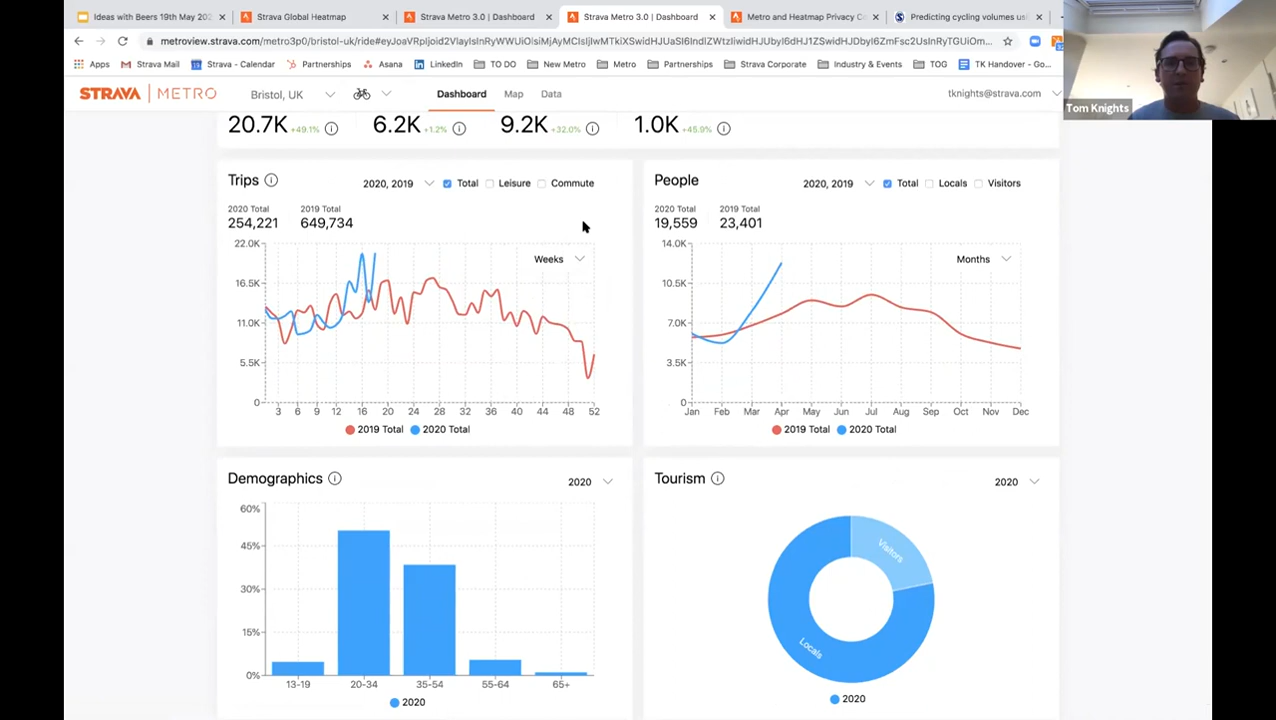 Ideas with Beers 19th May 202
Strava Global Heatmap
Strava Metro 3.0 | Dashboard
Strava Metro 3.0 | Dashboard
Metro and Heatmap Privacy C
Predicting cycling volumes us
Apps
Strava Mail
Strava - Calendar
Partnerships
Asana
LinkedIn
TO DO
New Metro
Metro
Partnerships
Strava Corporate
Industry & Events
TOG
TK Handover - Go...
Tom Knights
STRAVA | METRO
Bristol, UK
Dashboard
Map
Data
tknights@strava.com
20.7K +49.1%
6.2K +1.2%
9.2K +32.0%
1.0K +45.9%
Trips
2020, 2019
Total
Leisure
Commute
2020 Total
2019 Total
254,221
649,734
Weeks
22.0K
16.5K
11.0K
5.5K
0
3 6 9 12 16 20 24 28 32 36 40 44 48 52
2019 Total
2020 Total
People
2020, 2019
Total
Locals
Visitors
2020 Total
2019 Total
19,559
23,401
Months
14.0K
10.5K
7.0K
3.5K
0
Jan Feb Mar Apr May Jun Jul Aug Sep Oct Nov Dec
2019 Total
2020 Total
Demographics
2020
60%
45%
30%
15%
0%
13-19 20-34 35-54 55-64 65+
2020
Tourism
2020
Visitors
Locals
2020